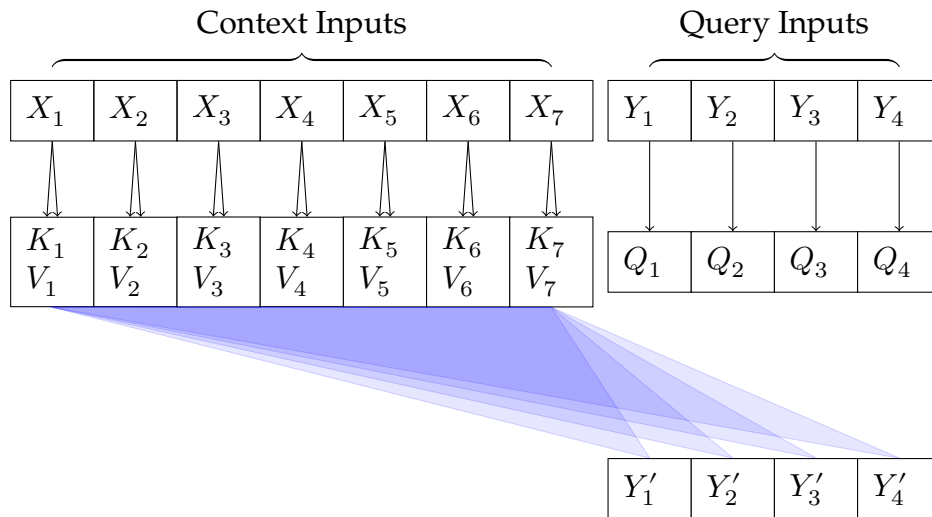 Context Inputs Query Inputs
X₁ X₂ X₃ X₄ X₅ X₆ X₇ Y₁ Y₂ Y₃ Y₄
K₁ K₂ K₃ K₄ K₅ K₆ K₇ Q₁ Q₂ Q₃ Q₄
V₁ V₂ V₃ V₄ V₅ V₆ V₇
Y′₁ Y′₂ Y′₃ Y′₄